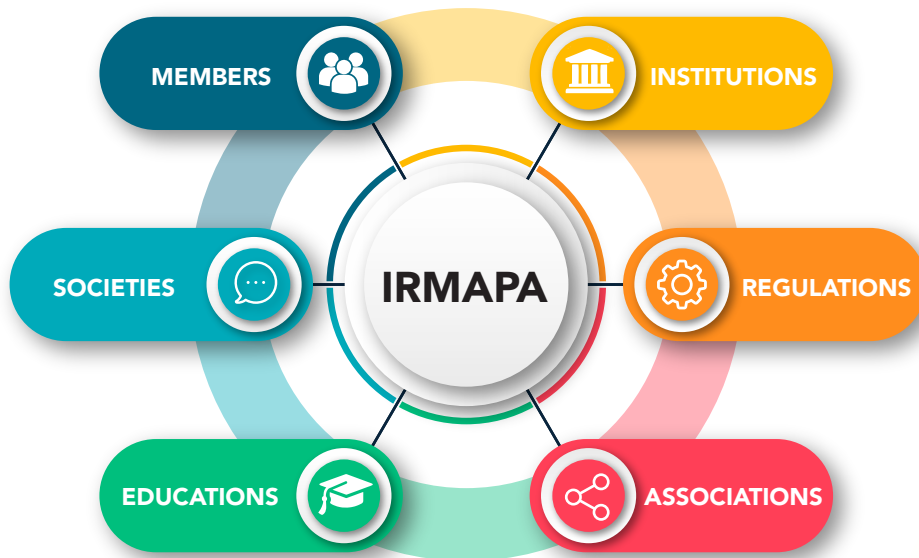 MEMBERS
INSTITUTIONS
SOCIETIES
IRMAPA
REGULATIONS
EDUCATIONS
ASSOCIATIONS